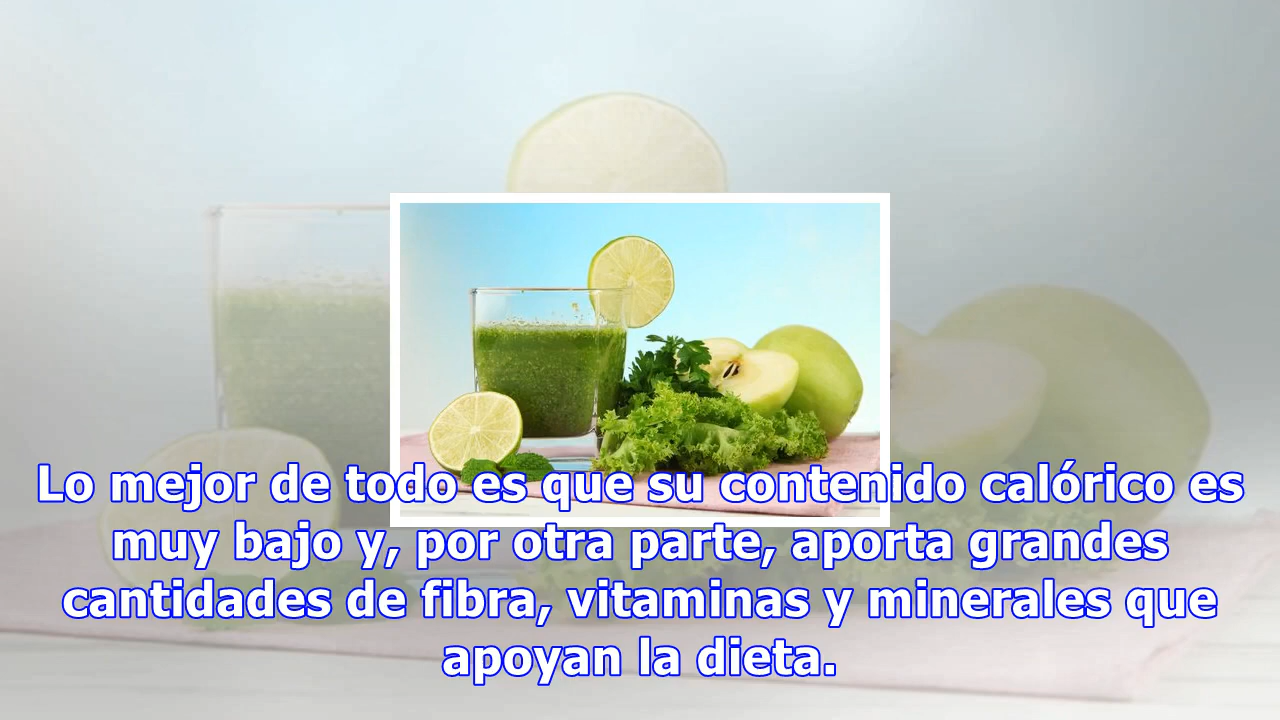 Lo mejor de todo es que su contenido calórico es
muy bajo y, por otra parte, aporta grandes
cantidades de fibra, vitaminas y minerales que
apoyan la dieta.